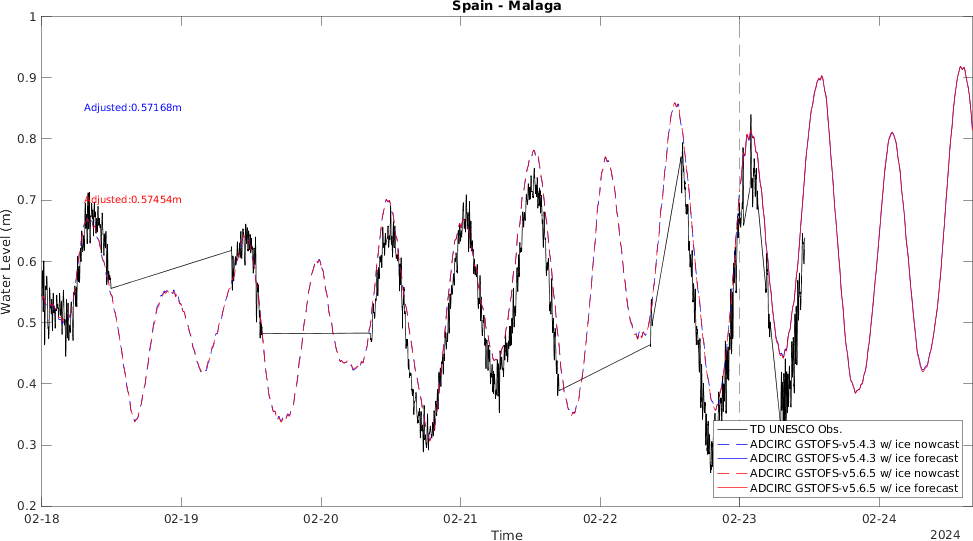 Spain - Malaga
1
0.9
0.8
0.7
0.6
0.5
0.4
0.3
0.2
Water Level (m)
Adjusted:0.57168m
Adjusted:0.57454m
TD UNESCO Obs.
ADCIRC GSTOFS-v5.4.3 w/ ice nowcast
ADCIRC GSTOFS-v5.4.3 w/ ice forecast
ADCIRC GSTOFS-v5.6.5 w/ ice nowcast
ADCIRC GSTOFS-v5.6.5 w/ ice forecast
02-18 02-19 02-20 02-21 02-22 02-23 02-24
Time
2024